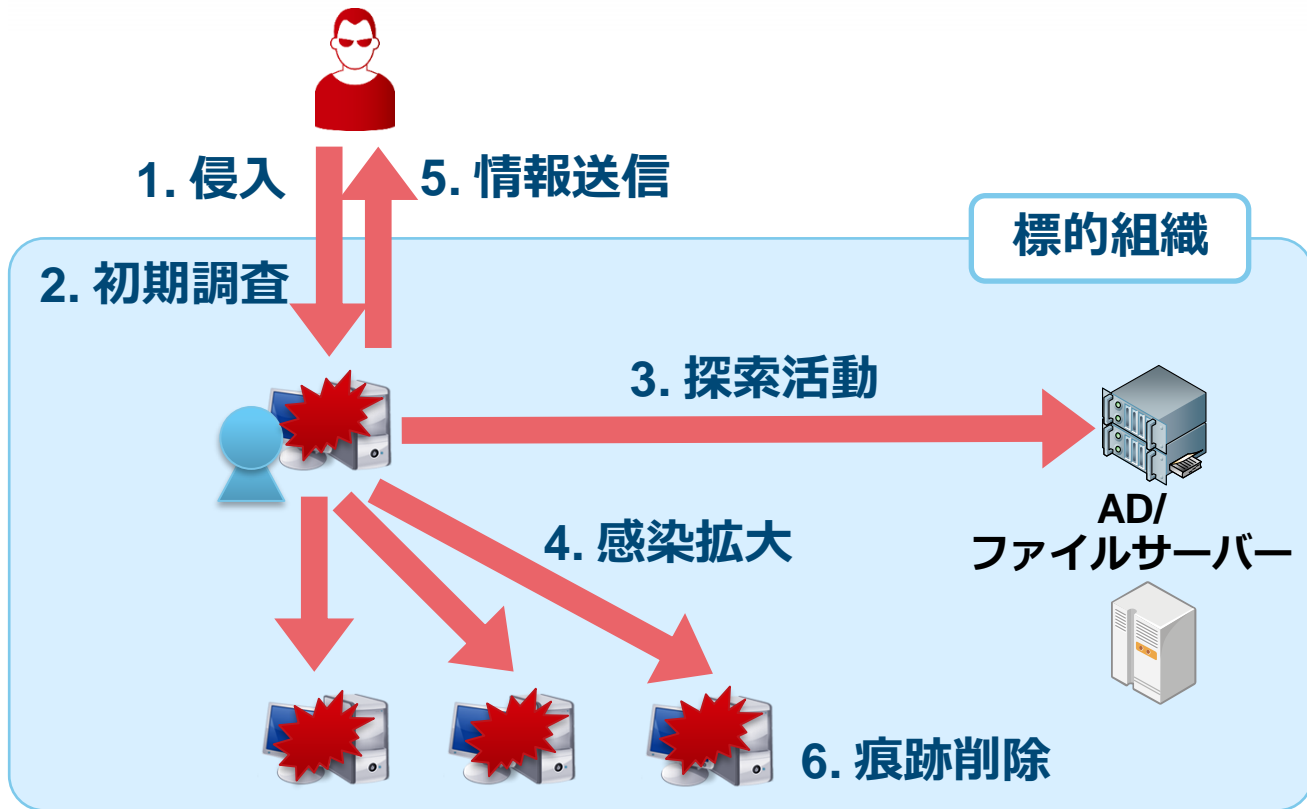 1. 侵入
5. 情報送信
標的組織
2. 初期調査
3. 探索活動
AD/
ファイルサーバー
4. 感染拡大
6. 痕跡削除